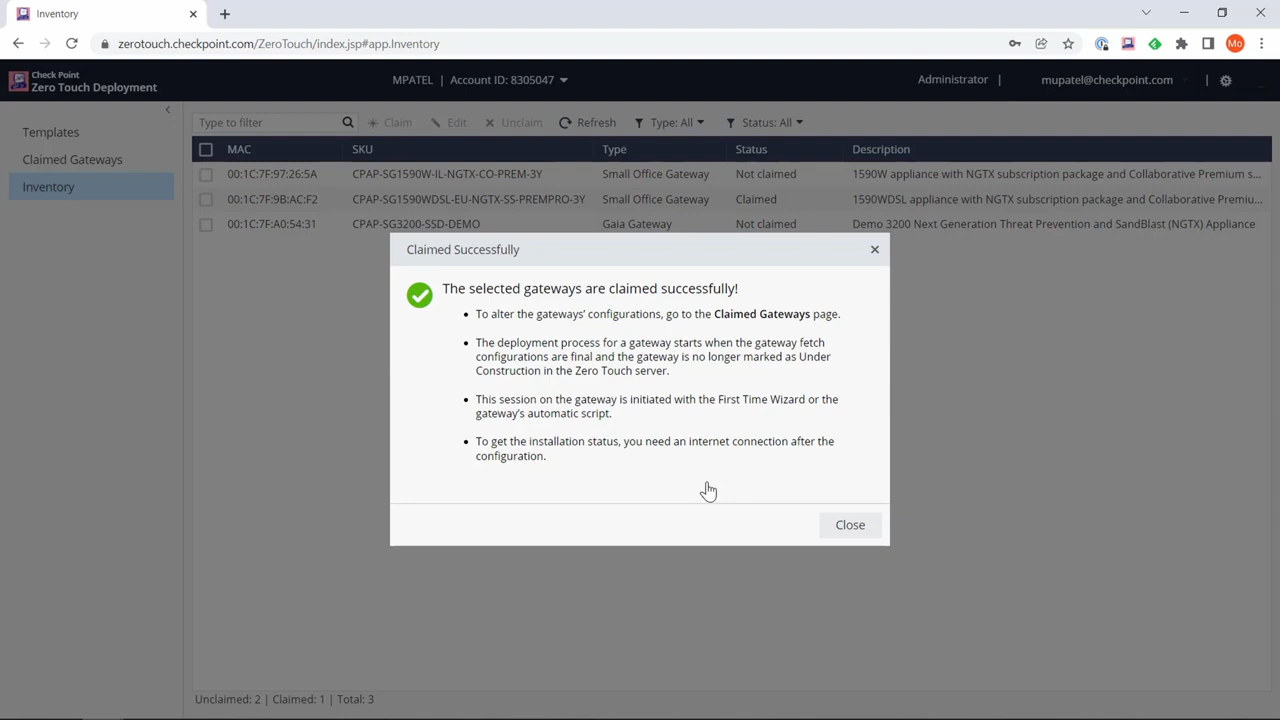 Inventory
zerotouch.checkpoint.com/ZeroTouch/index.jsp#app.Inventory
Mo
Check Point
Zero Touch Deployment
MPATEL | Account ID: 8305047
Administrator |
mupatel@checkpoint.com |
Templates
Claimed Gateways
Inventory
Type to filter
Claim
Edit
Unclaim
Refresh
Type: All
Status: All
MAC SKU Type Status Description
00:1C:7F:97:26:5A CPAP-SG1590W-IL-NGTX-CO-PREM-3Y Small Office Gateway Not claimed 1590W appliance with NGTX subscription package and Collaborative Premium s...
00:1C:7F:9B:AC:F2 CPAP-SG1590WDSL-EU-NGTX-SS-PREMPRO-3Y Small Office Gateway Claimed 1590WDSL appliance with NGTX subscription package and Collaborative Premiu...
00:1C:7F:A0:54:31 CPAP-SG3200-SSD-DEMO Gaia Gateway Not claimed Demo 3200 Next Generation Threat Prevention and SandBlast (NGTX) Appliance
Claimed Successfully
The selected gateways are claimed successfully!
• To alter the gateways' configurations, go to the Claimed Gateways page.
• The deployment process for a gateway starts when the gateway fetch
configurations are final and the gateway is no longer marked as Under
Construction in the Zero Touch server.
• This session on the gateway is initiated with the First Time Wizard or the
gateway's automatic script.
• To get the installation status, you need an internet connection after the
configuration.
Close
Unclaimed: 2 | Claimed: 1 | Total: 3